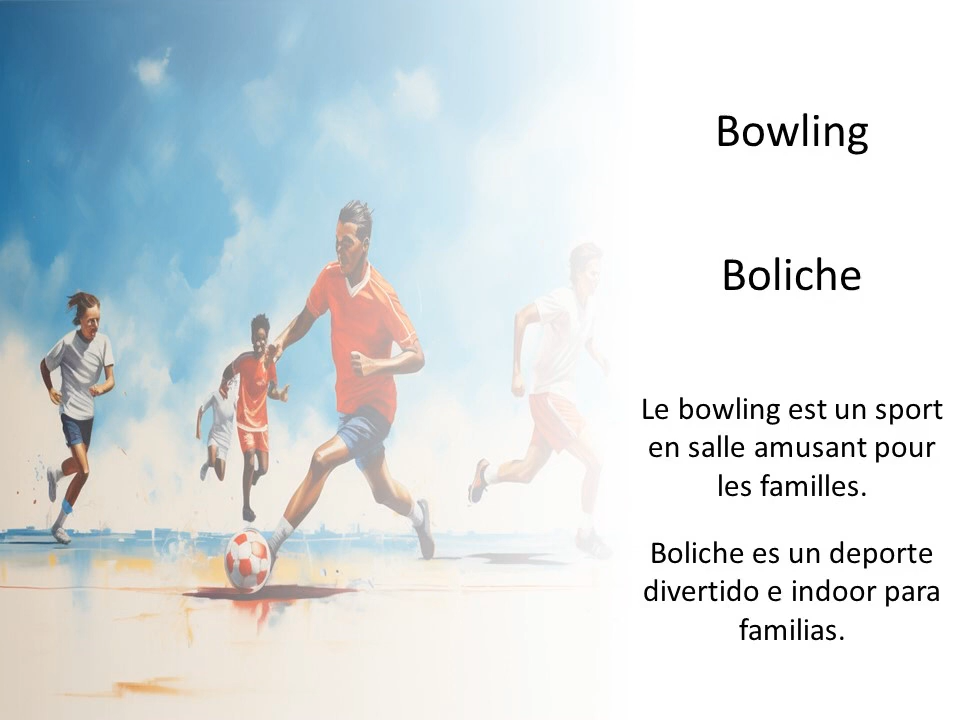 Bowling
Boliche
Le bowling est un sport
en salle amusant pour
les familles.
Boliche es un deporte
divertido e indoor para
familias.